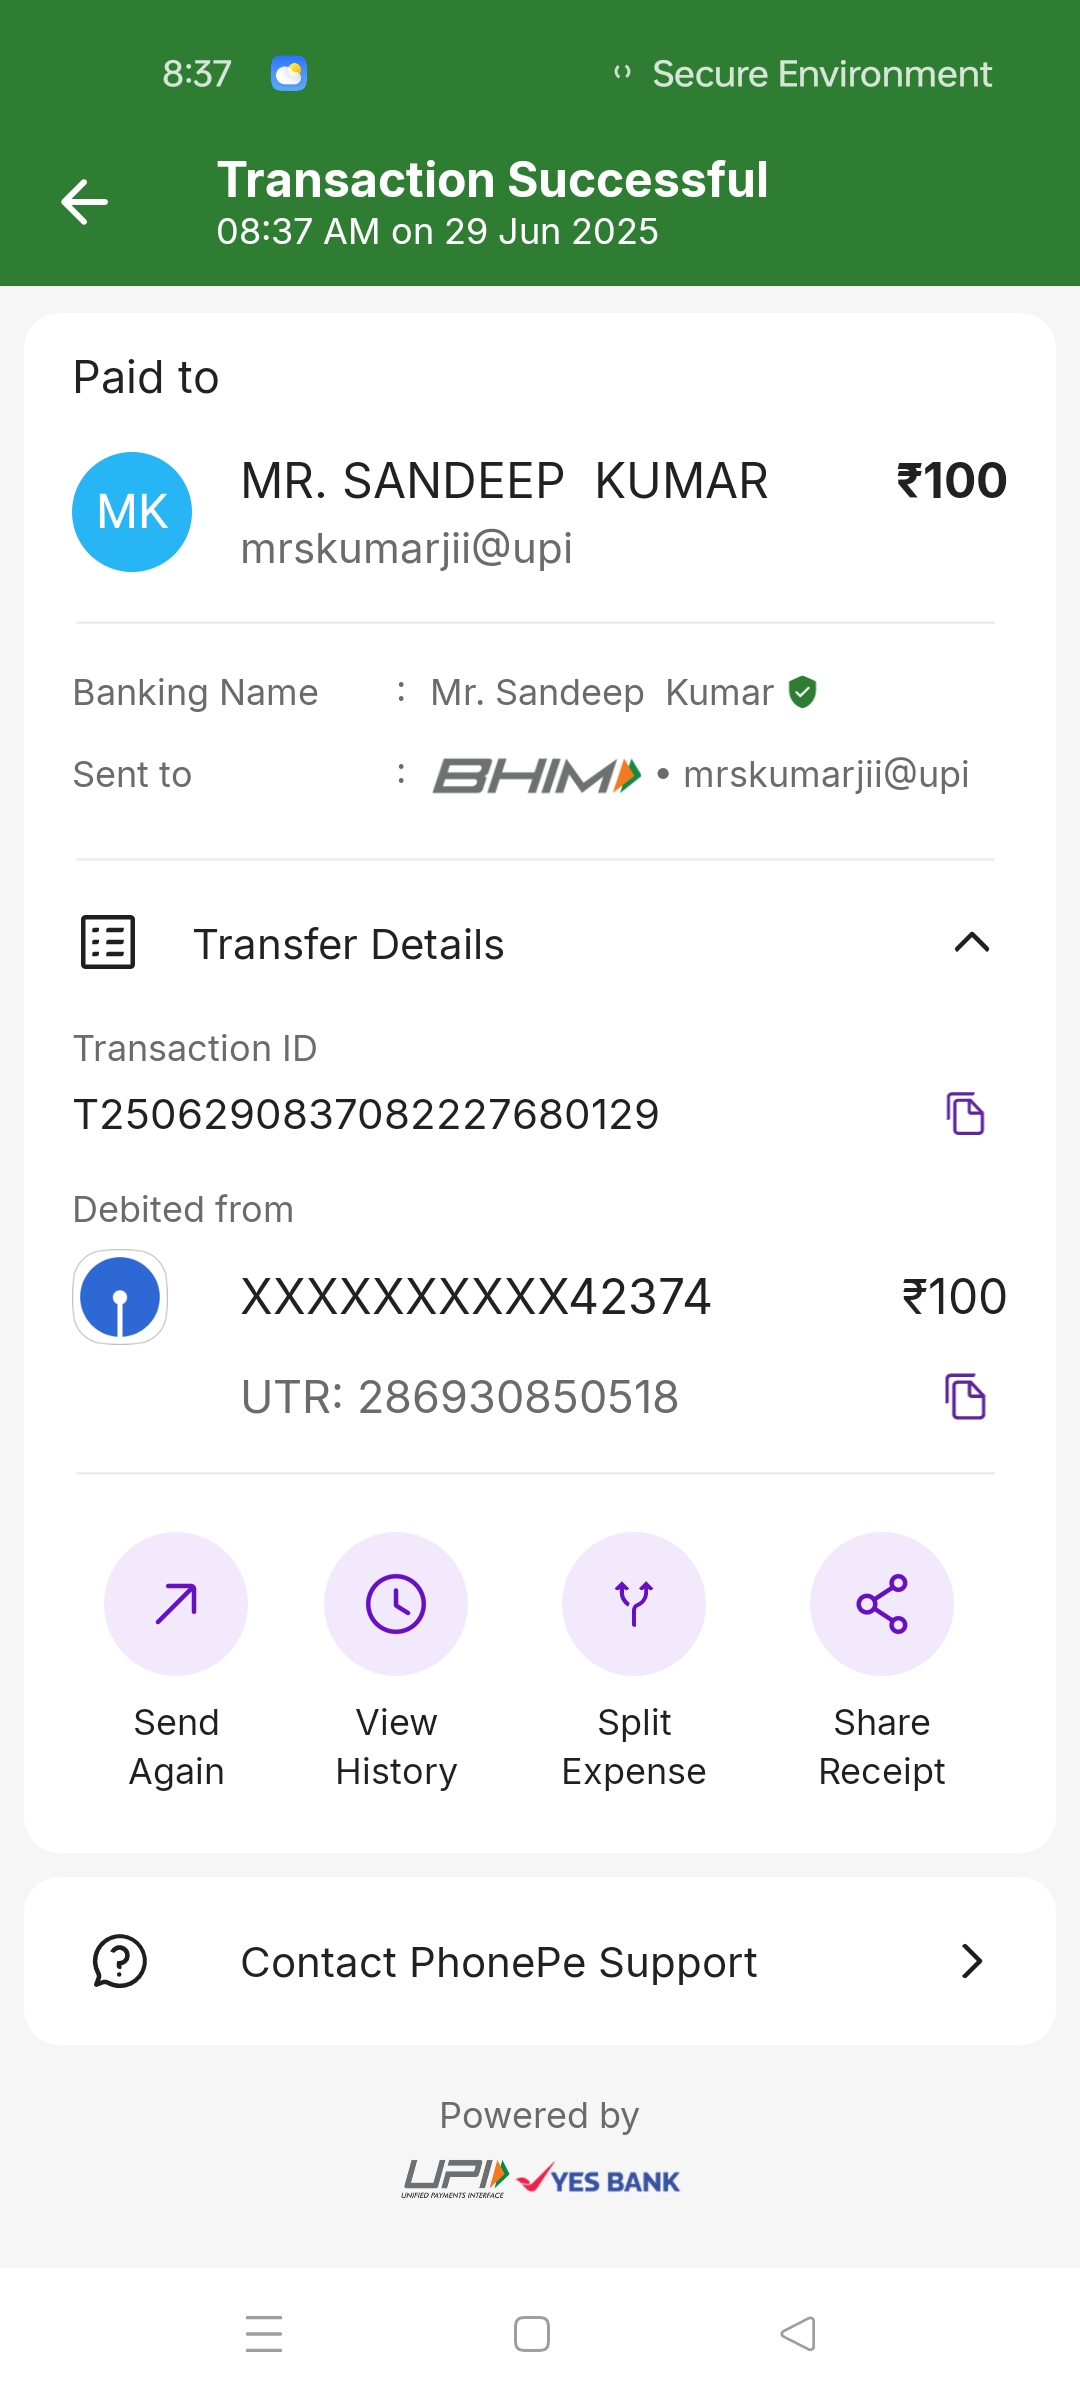 8:37 Secure Environment
Transaction Successful
08:37 AM on 29 Jun 2025
Paid to
MK MR. SANDEEP KUMAR ₹100
mrskumarjii@upi
Banking Name : Mr. Sandeep Kumar
Sent to : BHIM • mrskumarjii@upi
Transfer Details
Transaction ID
T2506290837082227680129
Debited from
XXXXXXXXXX42374 ₹100
UTR: 286930850518
Send Again
View History
Split Expense
Share Receipt
Contact PhonePe Support
Powered by
UPI YES BANK
UNIFIED PAYMENTS INTERFACE